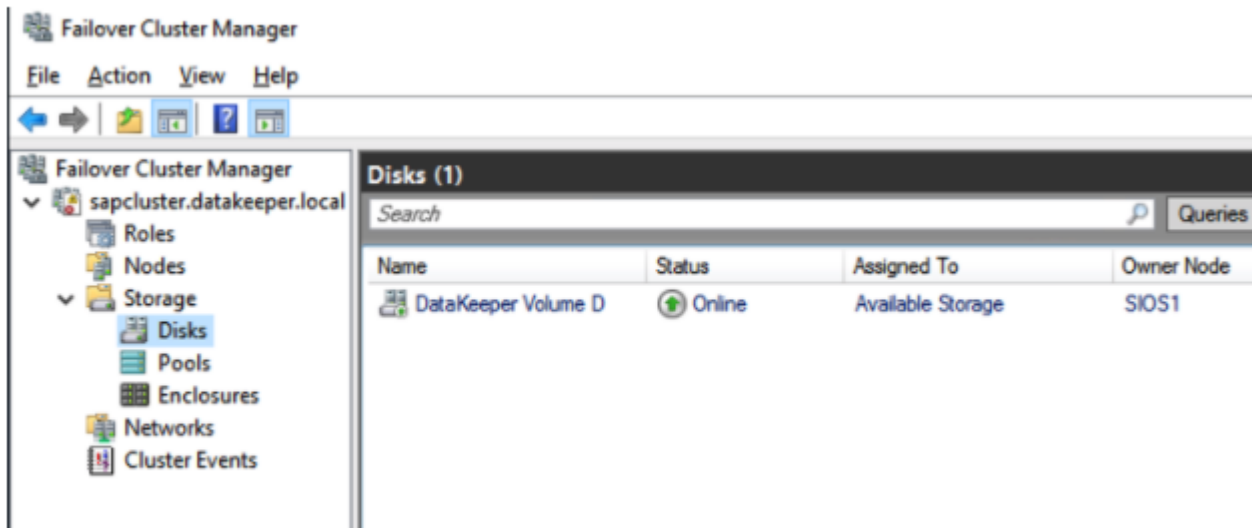 Failover Cluster Manager
File Action View Help
Failover Cluster Manager
sapcluster.datakeeper.local
Roles
Nodes
Storage
Disks
Pools
Enclosures
Networks
Cluster Events
Disks (1)
Search Queries
Name Status Assigned To Owner Node
DataKeeper Volume D Online Available Storage SIOS1